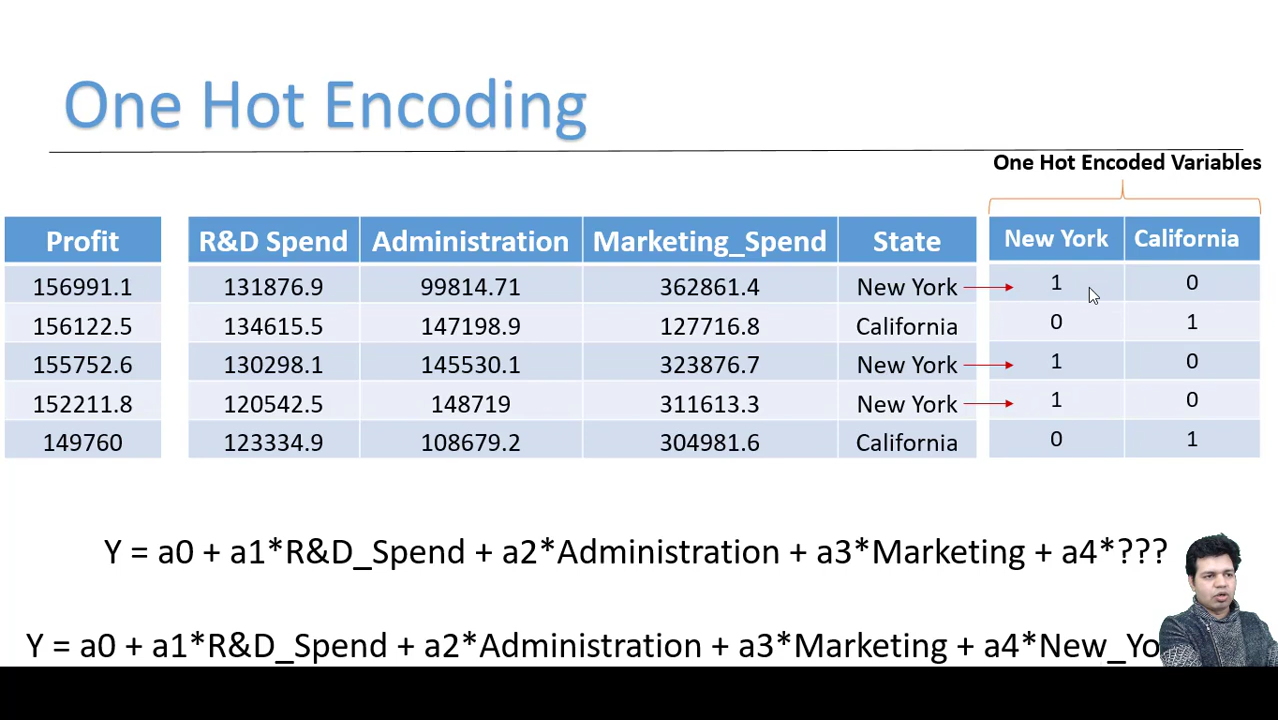 One Hot Encoding
One Hot Encoded Variables
Profit R&D Spend Administration Marketing_Spend State New York California
156991.1 131876.9 99814.71 362861.4 New York 1 0
156122.5 134615.5 147198.9 127716.8 California 0 1
155752.6 130298.1 145530.1 323876.7 New York 1 0
152211.8 120542.5 148719 311613.3 New York 1 0
149760 123334.9 108679.2 304981.6 California 0 1
Y = a0 + a1*R&D_Spend + a2*Administration + a3*Marketing + a4*???
Y = a0 + a1*R&D_Spend + a2*Administration + a3*Marketing + a4*New_Yo